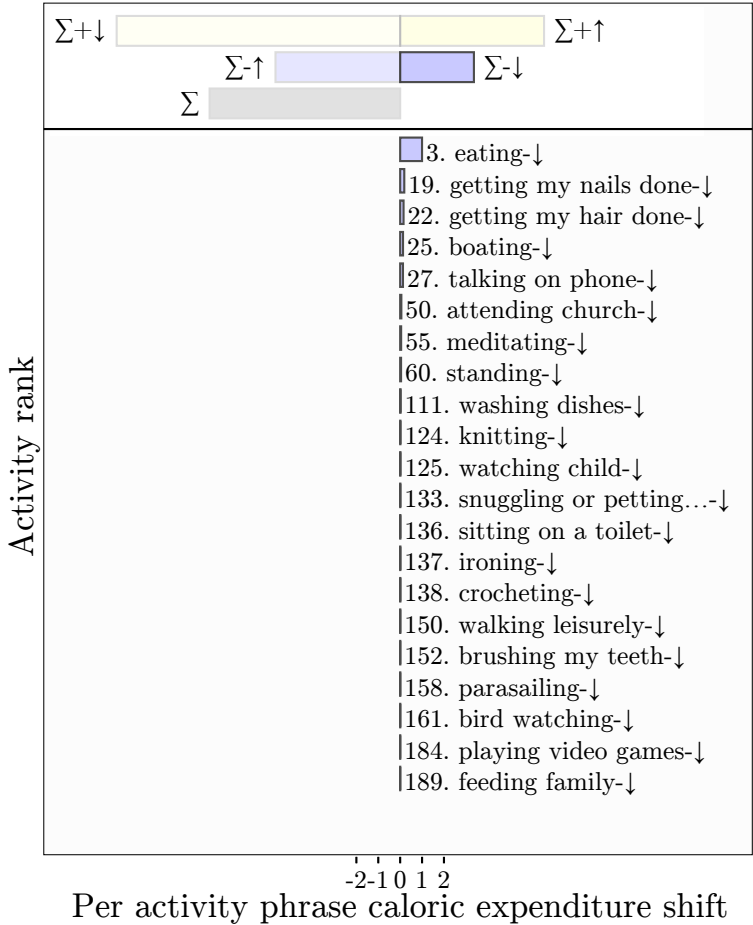 Σ+↓ Σ+↑
Σ-↑ Σ-↓
Σ
3. eating-↓
19. getting my nails done-↓
22. getting my hair done-↓
25. boating-↓
27. talking on phone-↓
50. attending church-↓
55. meditating-↓
60. standing-↓
111. washing dishes-↓
124. knitting-↓
125. watching child-↓
133. snuggling or petting…-↓
136. sitting on a toilet-↓
137. ironing-↓
138. crocheting-↓
150. walking leisurely-↓
152. brushing my teeth-↓
158. parasailing-↓
161. bird watching-↓
184. playing video games-↓
189. feeding family-↓
Activity rank
-2 -1 0 1 2
Per activity phrase caloric expenditure shift